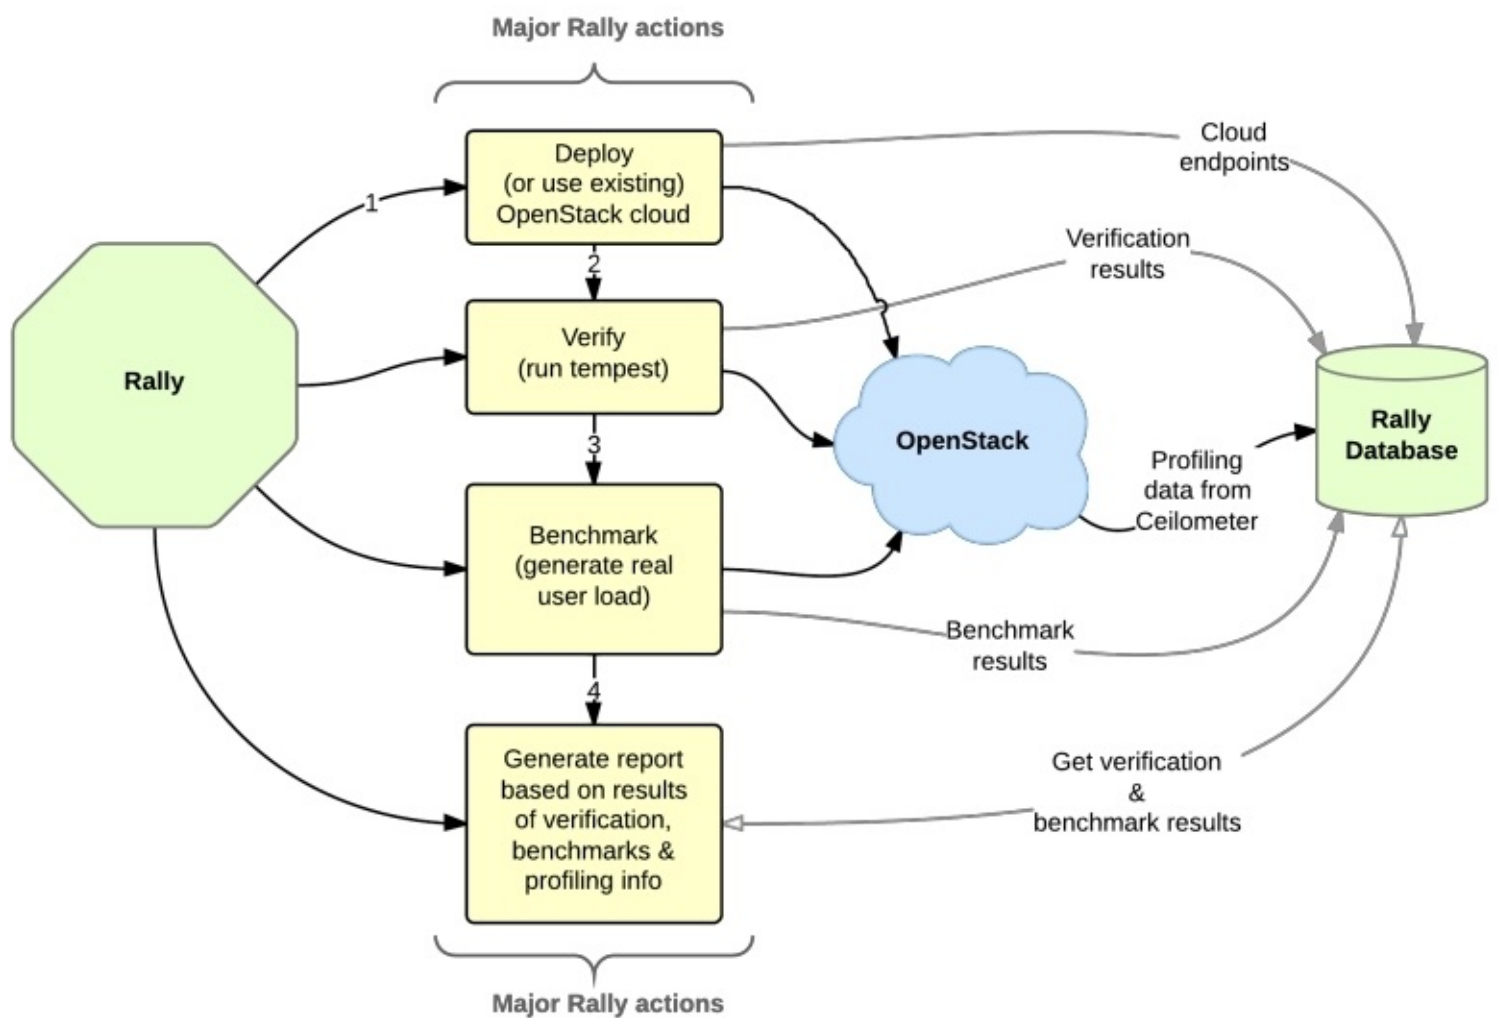 Major Rally actions
Cloud
endpoints
Deploy
(or use existing)
OpenStack cloud
1
2
Verification
results
Verify
(run tempest)
Rally
OpenStack
Rally
Database
3
Profiling
data from
Ceilometer
Benchmark
(generate real
user load)
Benchmark
results
4
Generate report
based on results
of verification,
benchmarks &
profiling info
Get verification
&
benchmark results
Major Rally actions